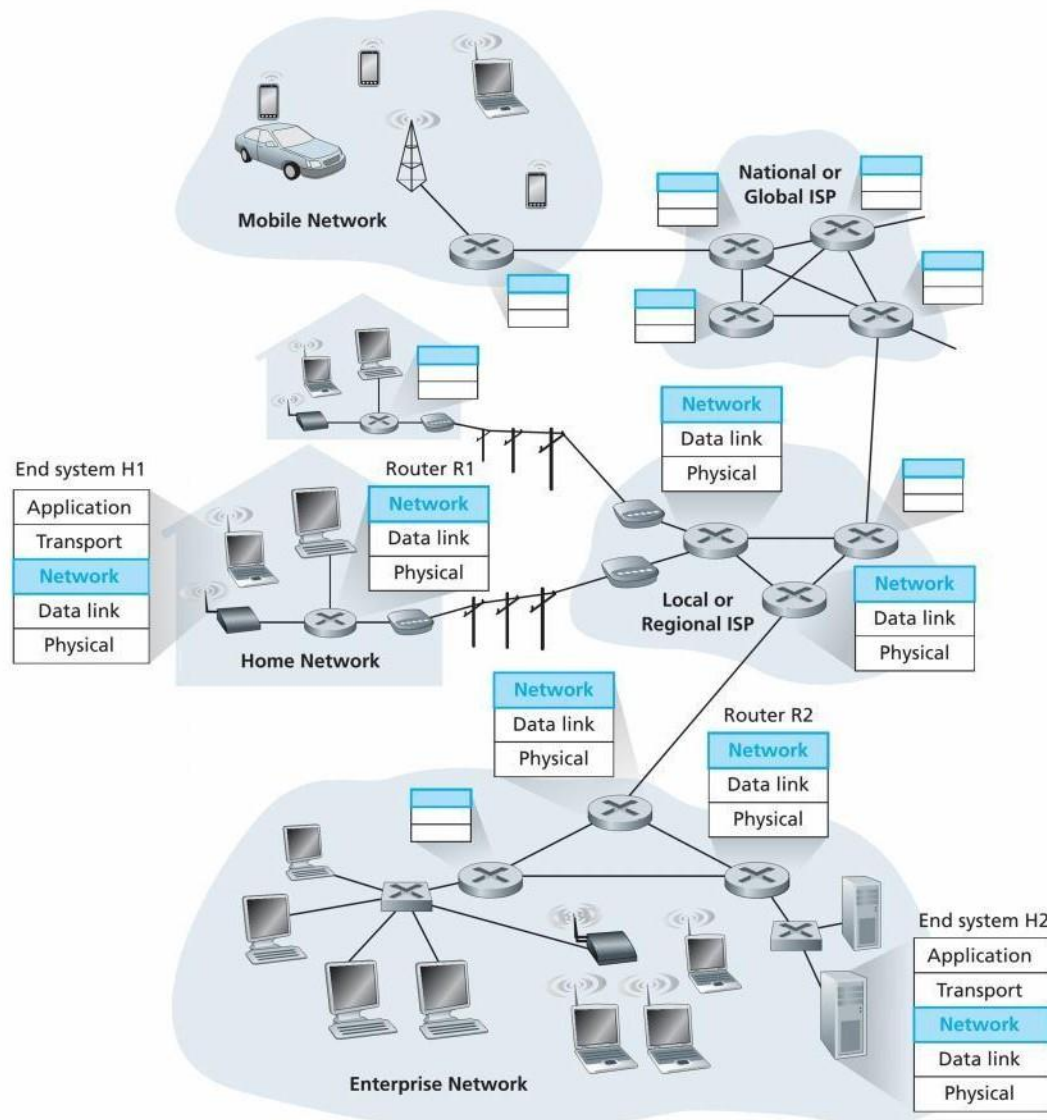 National or
Global ISP
Mobile Network
Network
Data link
Physical
End system H1
Application
Transport
Network
Data link
Physical
Router R1
Network
Data link
Physical
Home Network
Local or
Regional ISP
Network
Data link
Physical
Network
Data link
Physical
Router R2
Network
Data link
Physical
End system H2
Application
Transport
Network
Data link
Physical
Enterprise Network